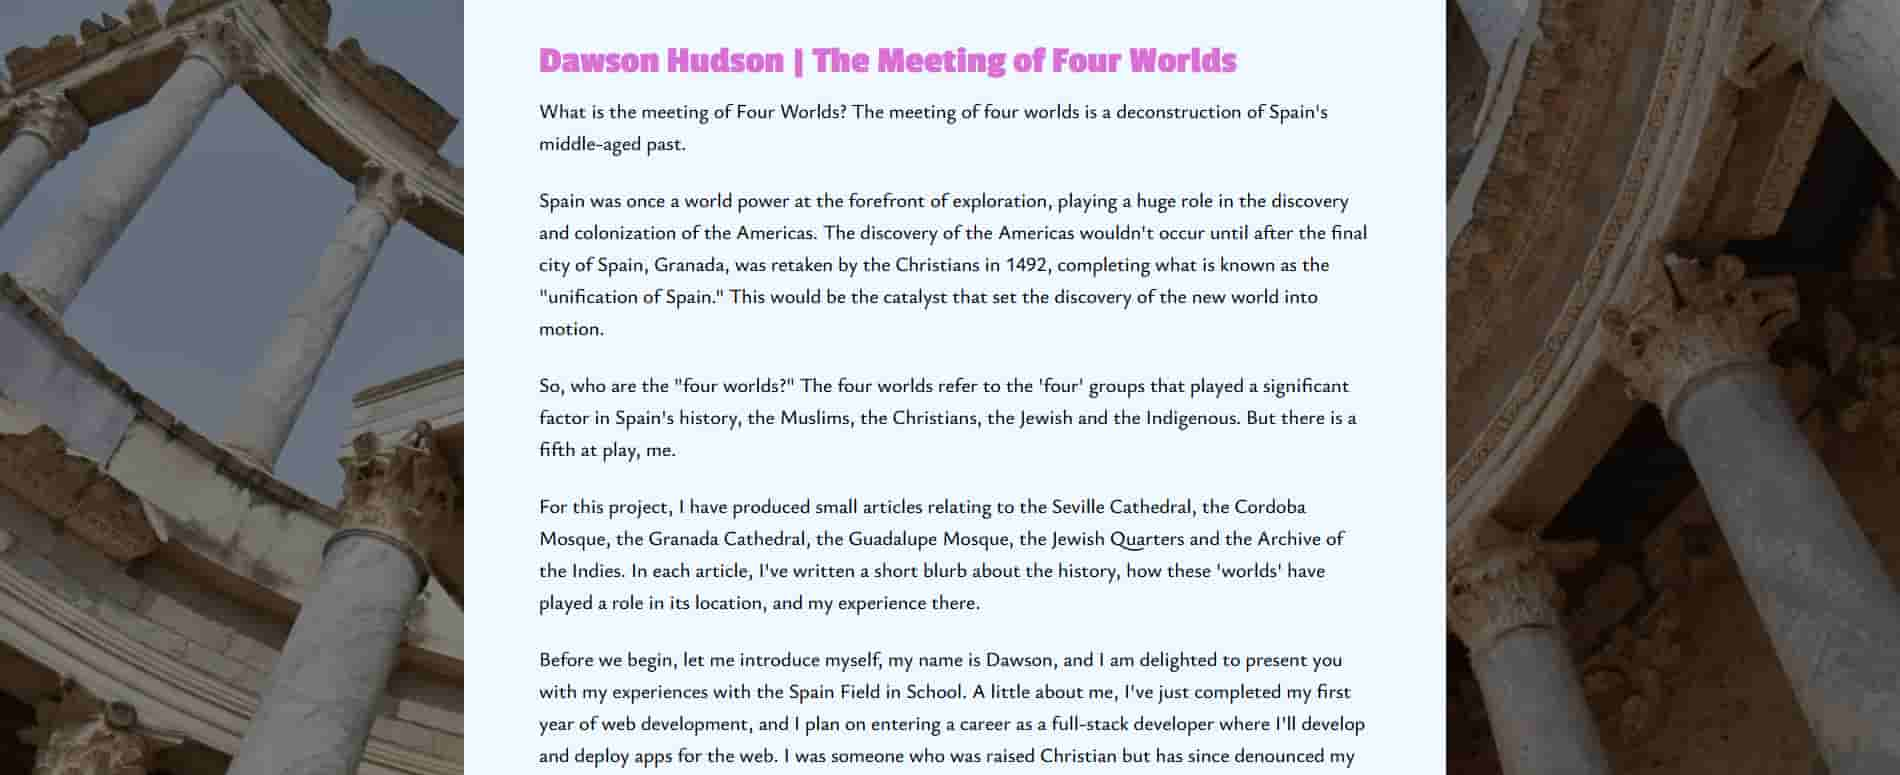 Dawson Hudson | The Meeting of Four Worlds
What is the meeting of Four Worlds? The meeting of four worlds is a deconstruction of Spain's
middle-aged past.
Spain was once a world power at the forefront of exploration, playing a huge role in the discovery
and colonization of the Americas. The discovery of the Americas wouldn't occur until after the final
city of Spain, Granada, was retaken by the Christians in 1492, completing what is known as the
"unification of Spain." This would be the catalyst that set the discovery of the new world into
motion.
So, who are the "four worlds?" The four worlds refer to the 'four' groups that played a significant
factor in Spain's history, the Muslims, the Christians, the Jewish and the Indigenous. But there is a
fifth at play, me.
For this project, I have produced small articles relating to the Seville Cathedral, the Cordoba
Mosque, the Granada Cathedral, the Guadalupe Mosque, the Jewish Quarters and the Archive of
the Indies. In each article, I've written a short blurb about the history, how these 'worlds' have
played a role in its location, and my experience there.
Before we begin, let me introduce myself, my name is Dawson, and I am delighted to present you
with my experiences with the Spain Field in School. A little about me, I've just completed my first
year of web development, and I plan on entering a career as a full-stack developer where I'll develop
and deploy apps for the web. I was someone who was raised Christian but has since denounced my